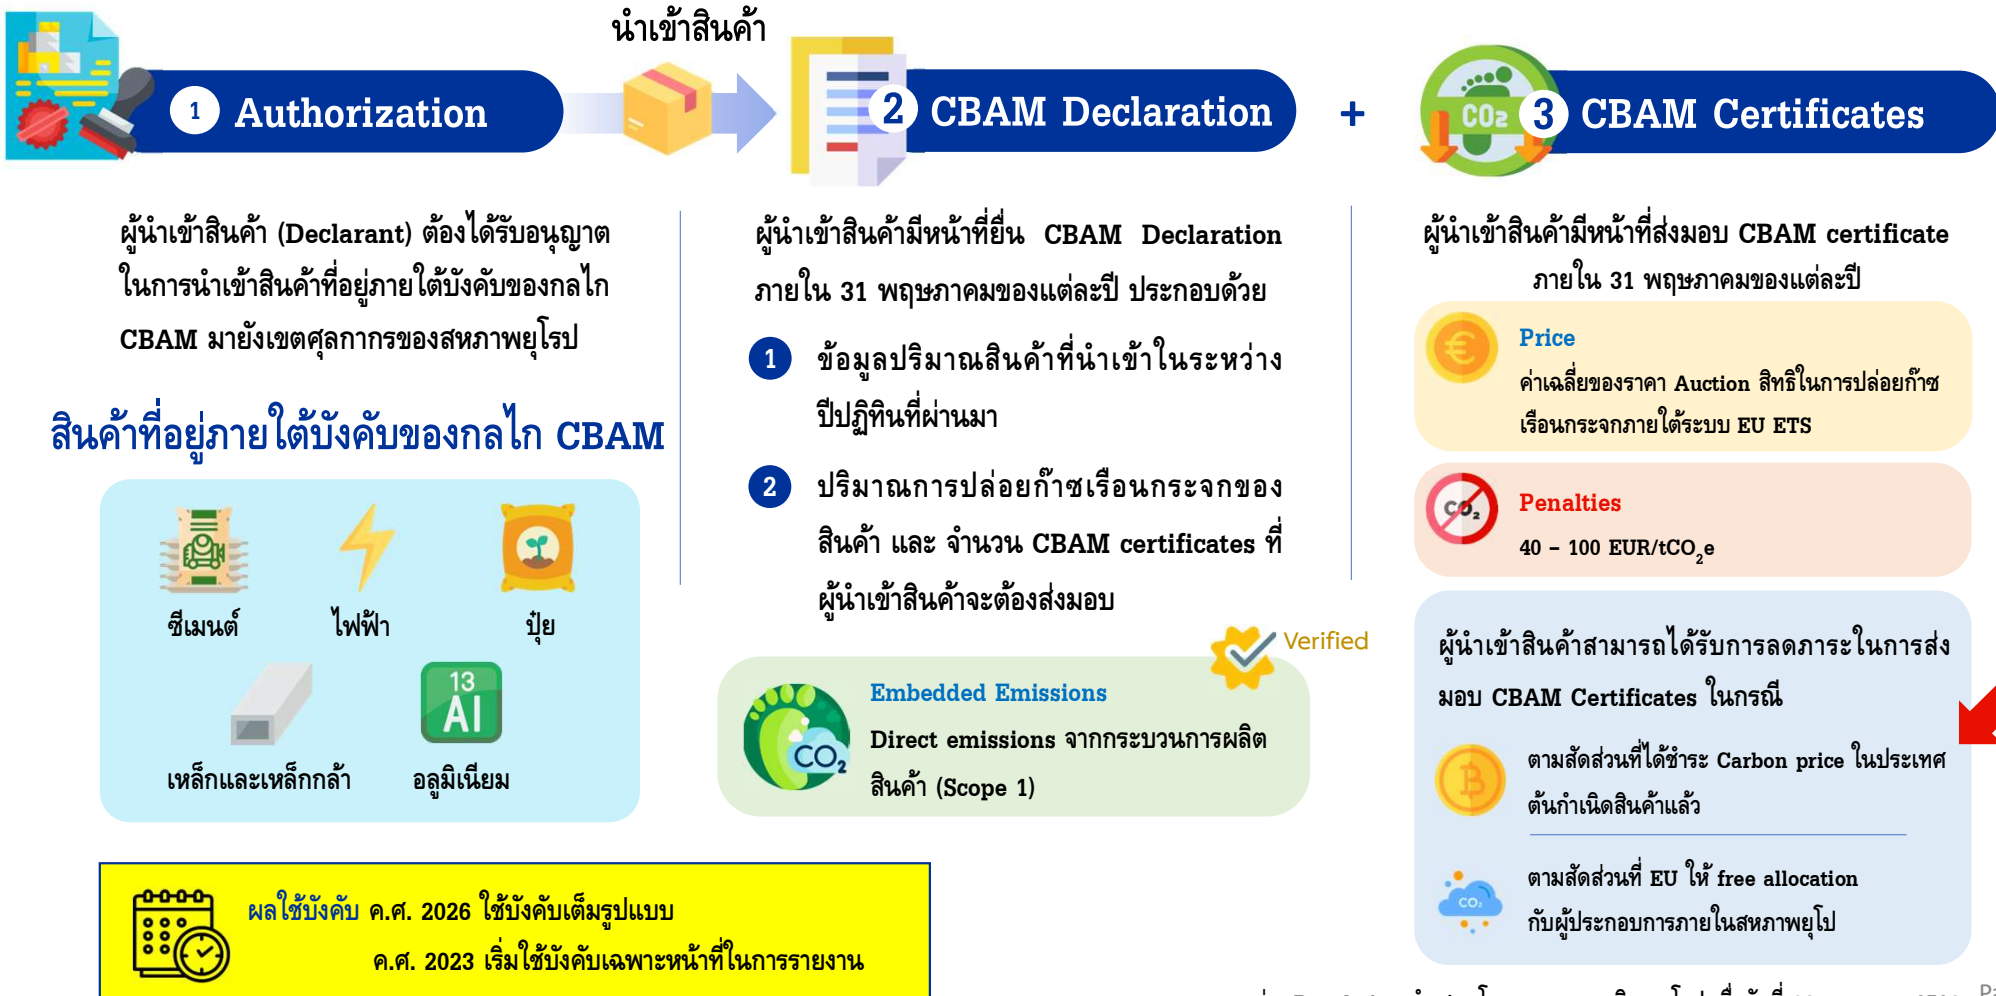 นำเข้าสินค้า
1 Authorization
2 CBAM Declaration
+
CO2
3 CBAM Certificates
ผู้นำเข้าสินค้า (Declarant) ต้องได้รับอนุญาต
ในการนำเข้าสินค้าที่อยู่ภายใต้บังคับของกลไก
CBAM มายังเขตศุลกากรของสหภาพยุโรป
สินค้าที่อยู่ภายใต้บังคับของกลไก CBAM
ซีเมนต์
ไฟฟ้า
ปุ๋ย
13
Al
เหล็กและเหล็กกล้า
อลูมิเนียม
ผู้นำเข้าสินค้ามีหน้าที่ยื่น CBAM Declaration
ภายใน 31 พฤษภาคมของแต่ละปี ประกอบด้วย
1 ข้อมูลปริมาณสินค้าที่นำเข้าในระหว่าง
ปีปฏิทินที่ผ่านมา
2 ปริมาณการปล่อยก๊าซเรือนกระจกของ
สินค้า และ จำนวน CBAM certificates ที่
ผู้นำเข้าสินค้าจะต้องส่งมอบ
Verified
Embedded Emissions
CO2
Direct emissions จากกระบวนการผลิต
สินค้า (Scope 1)
ผู้นำเข้าสินค้ามีหน้าที่ส่งมอบ CBAM certificate
ภายใน 31 พฤษภาคมของแต่ละปี
Price
ค่าเฉลี่ยของราคา Auction สิทธิในการปล่อยก๊าซ
เรือนกระจกภายใต้ระบบ EU ETS
CO2
Penalties
40 – 100 EUR/tCO2e
ผู้นำเข้าสินค้าสามารถได้รับการลดภาระในการส่ง
มอบ CBAM Certificates ในกรณี
ตามสัดส่วนที่ได้ชำระ Carbon price ในประเทศ
ต้นกำเนิดสินค้าแล้ว
CO2
ตามสัดส่วนที่ EU ให้ free allocation
กับผู้ประกอบการภายในสหภาพยุโป
ผลใช้บังคับ ค.ศ. 2026 ใช้บังคับเต็มรูปแบบ
ค.ศ. 2023 เริ่มใช้บังคับเฉพาะหน้าที่ในการรายงาน